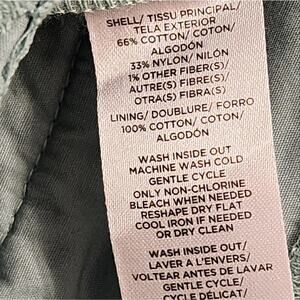 SHELL/ TISSU PRINCIPAL/
TELA EXTERIOR
66% COTTON/ COTON/
ALGODÓN
33% NYLON/ NILÓN
1% OTHER FIBER(S)/
AUTRE(S) FIBRE(S)/
OTRA(S) FIBRA(S)
LINING/ DOUBLURE/ FORRO
100% COTTON/ COTON/
ALGODÓN
WASH INSIDE OUT
MACHINE WASH COLD
GENTLE CYCLE
ONLY NON-CHLORINE
BLEACH WHEN NEEDED
RESHAPE DRY FLAT
COOL IRON IF NEEDED
OR DRY CLEAN
WASH INSIDE OUT/
LAVER A L'ENVERS/
VOLTEAR ANTES DE LAVAR
GENTLE CYCLE/
CYCLE DÉLICAT/